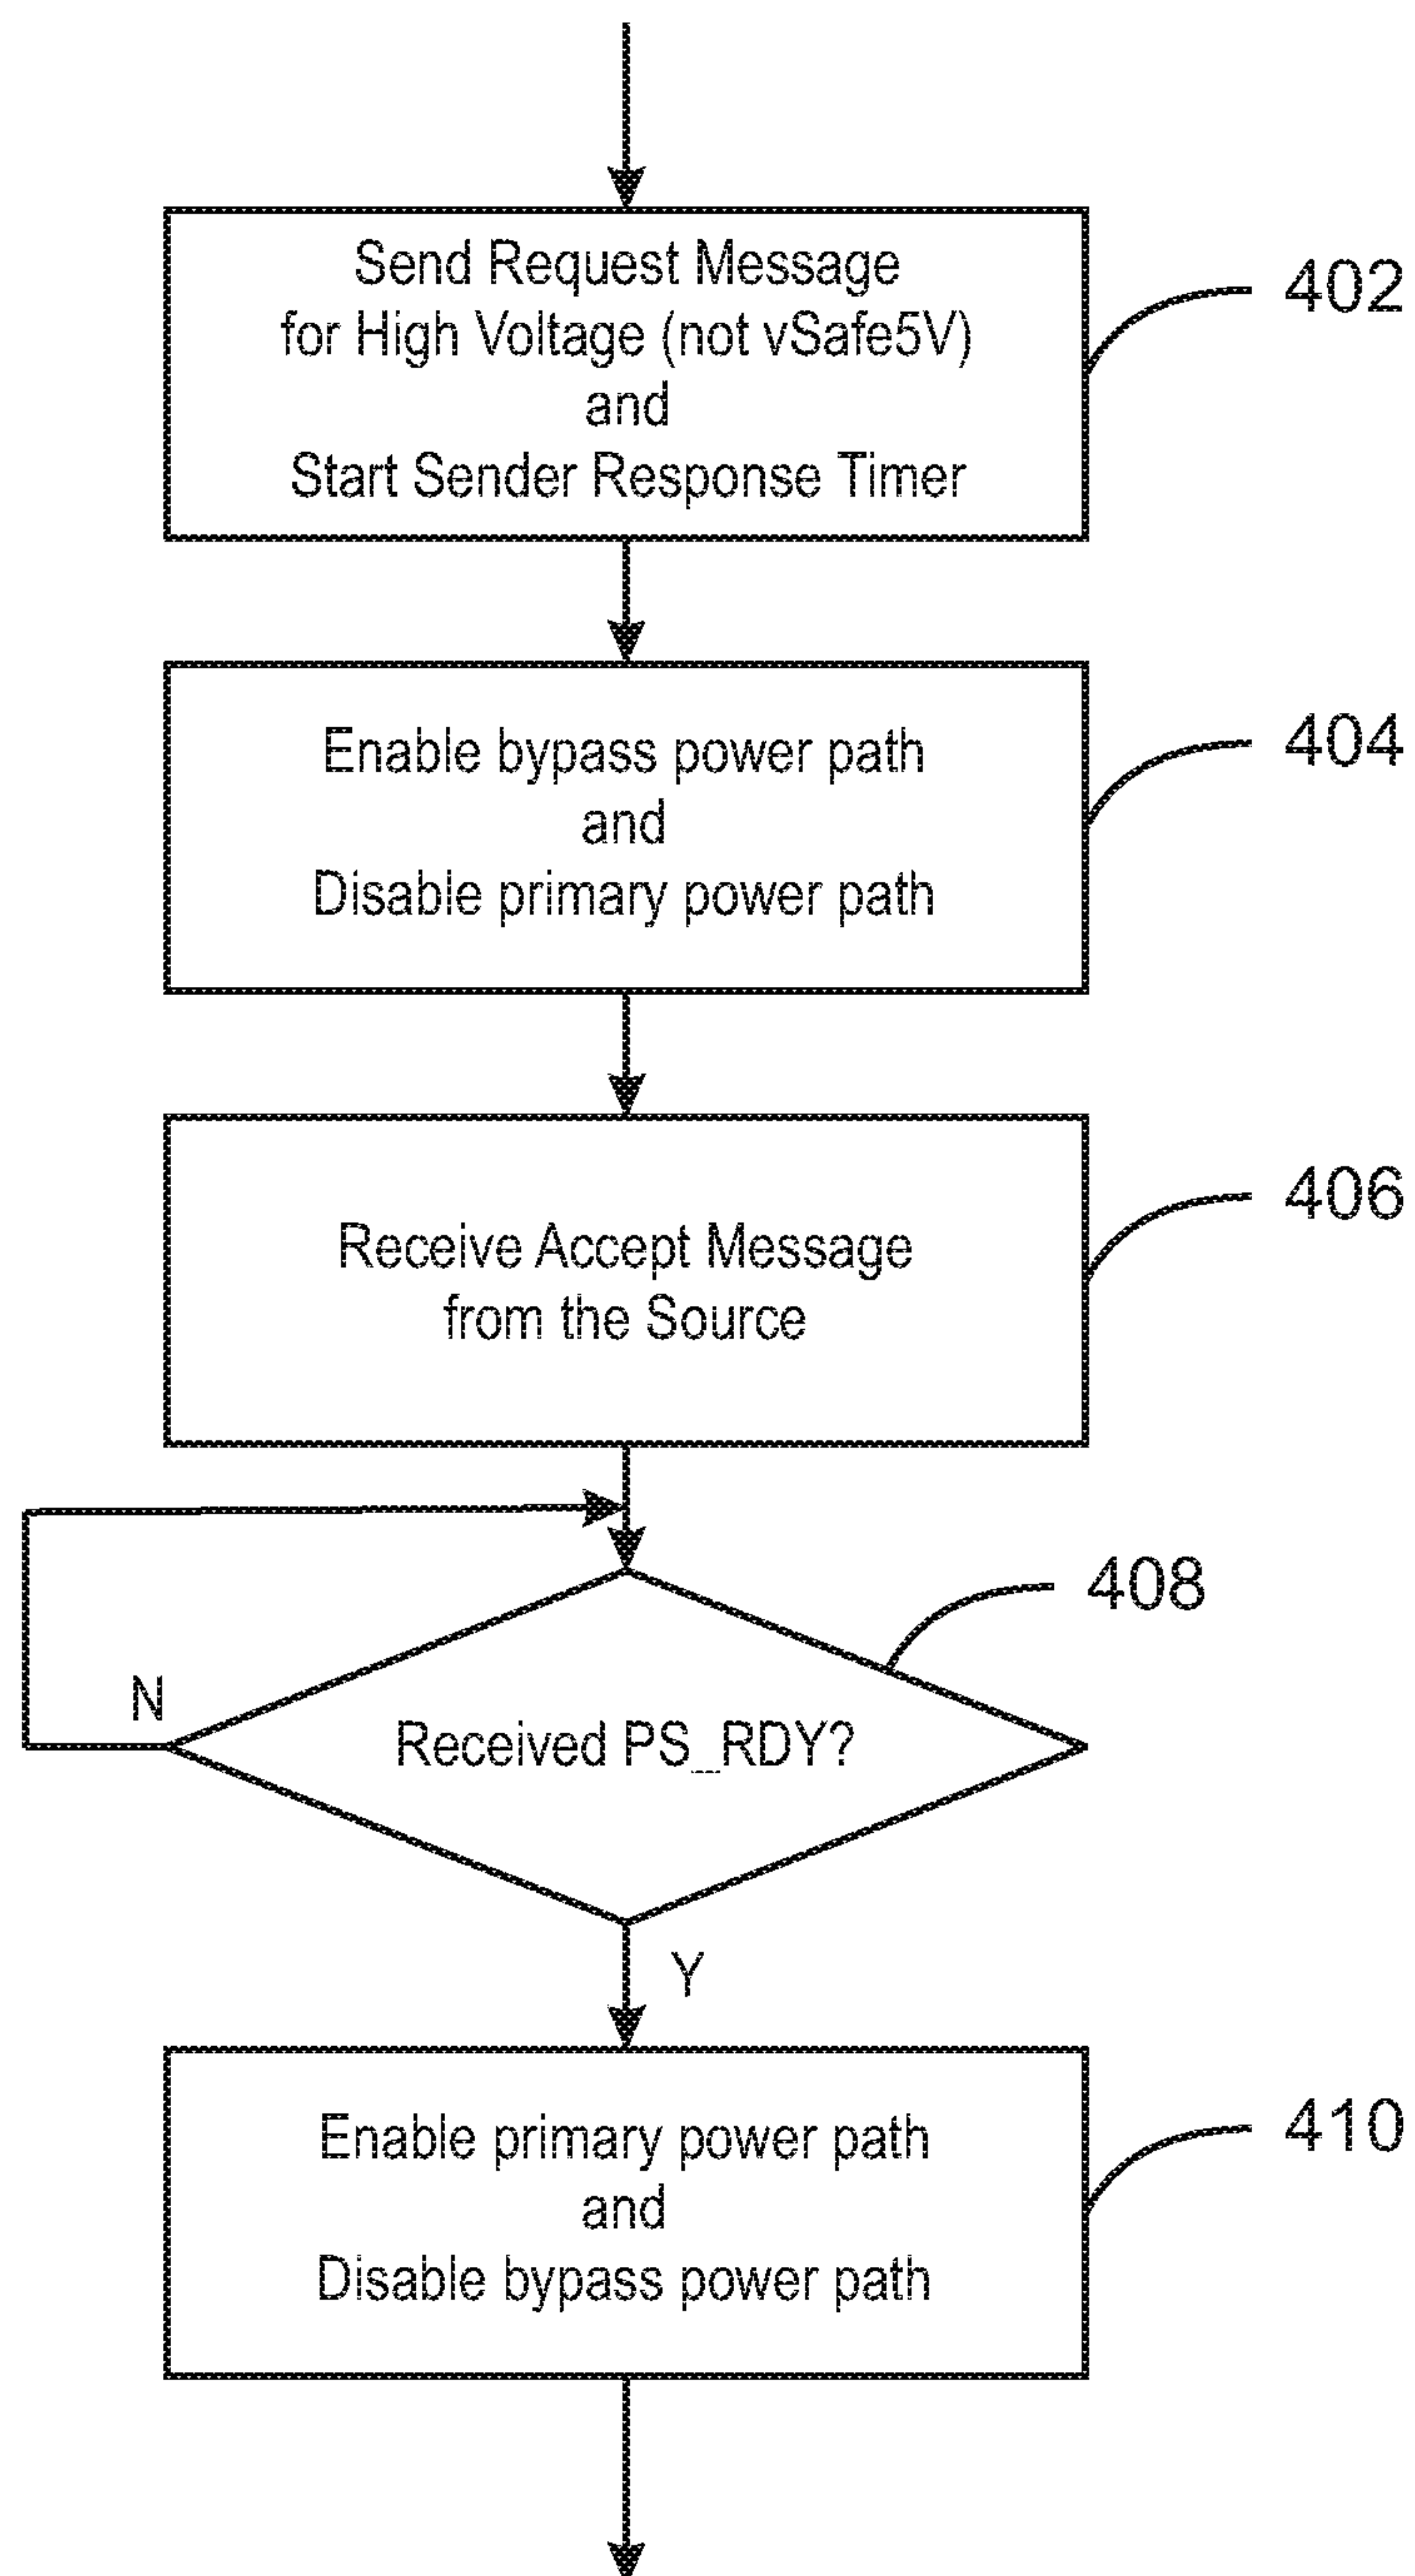 Send Request Message
for High Voltage (not vSafe5V)
and
Start Sender Response Timer
402
Enable bypass power path
and
Disable primary power path
404
Receive Accept Message
from the Source
406
408
N
Received PS_RDY?
Y
Enable primary power path
and
Disable bypass power path
410